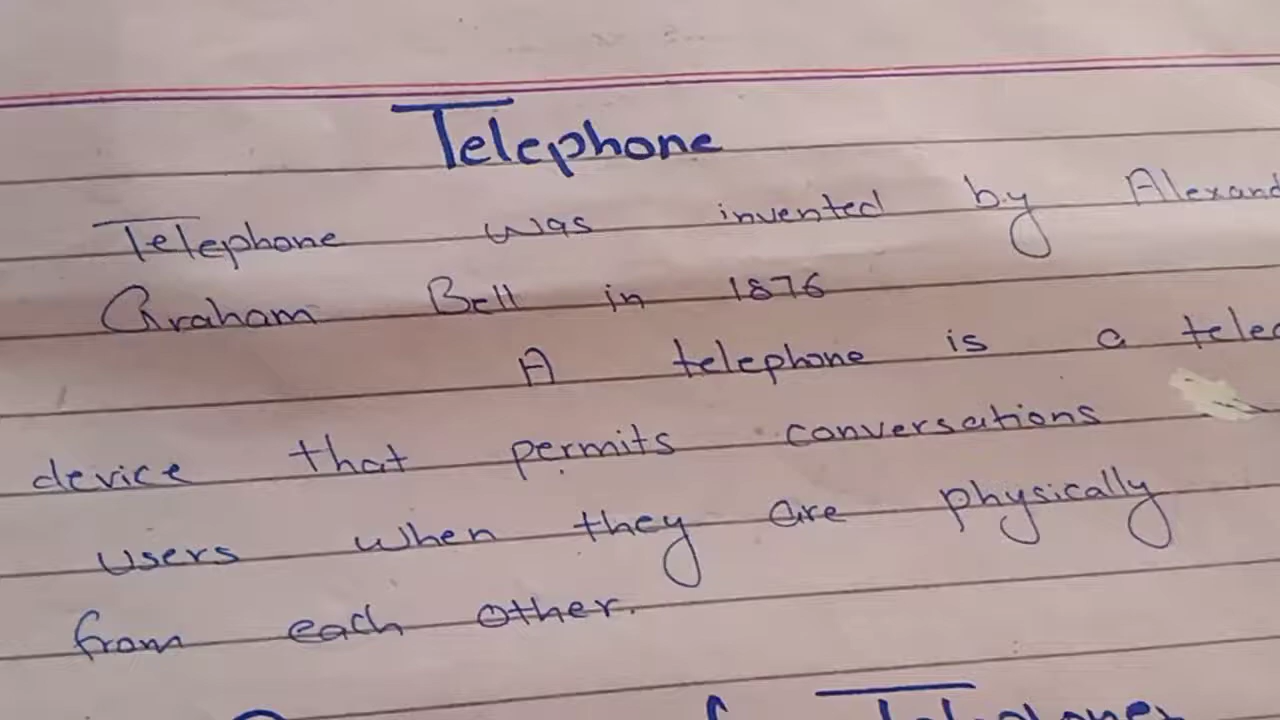 Telephone
Telephone was invented by Alexand
Graham Bell in 1876
A telephone is a telec
device that permits conversations
users when they are physically
from each other.